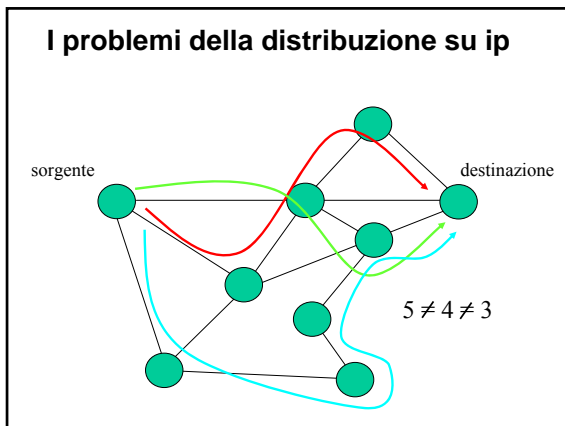 I problemi della distribuzione su ip
sorgente
destinazione
5 ≠ 4 ≠ 3